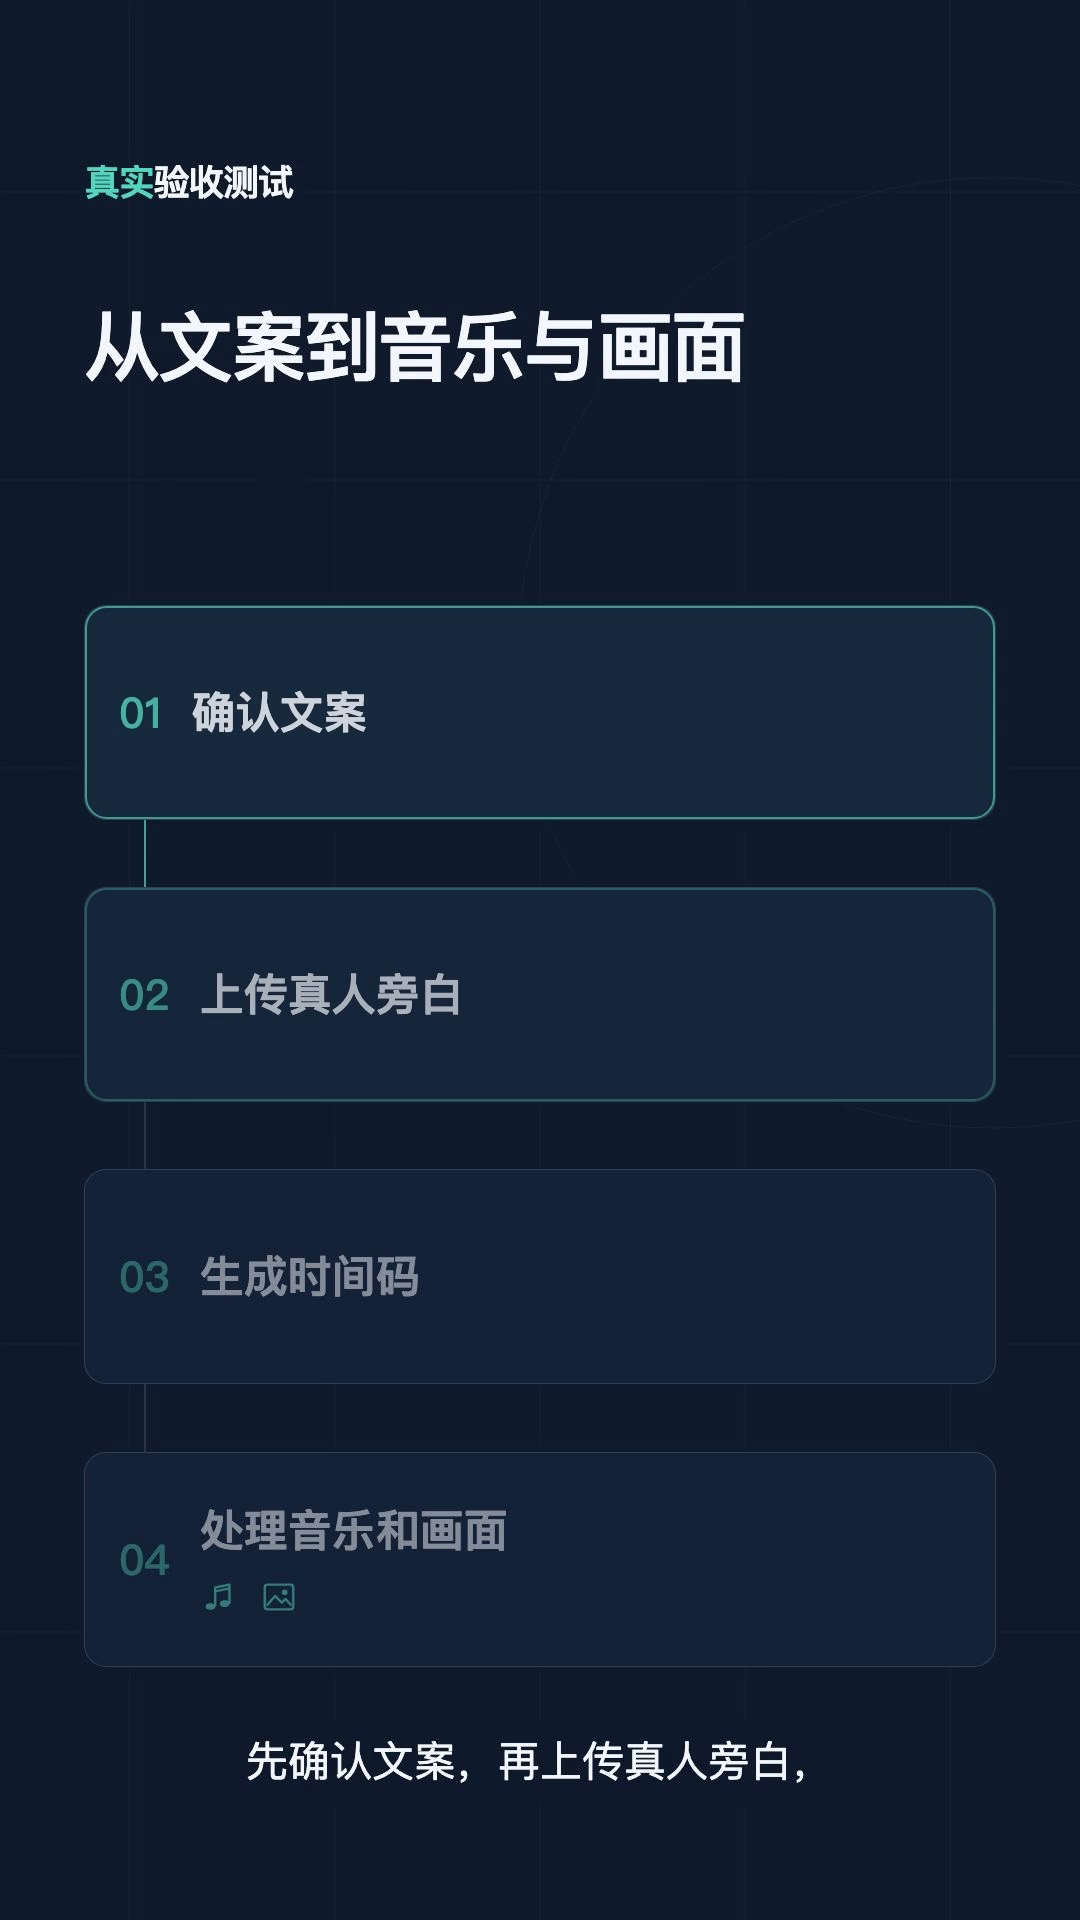 真实验收测试
从文案到音乐与画面
01 确认文案
02 上传真人旁白
03 生成时间码
04 处理音乐和画面
先确认文案，再上传真人旁白，